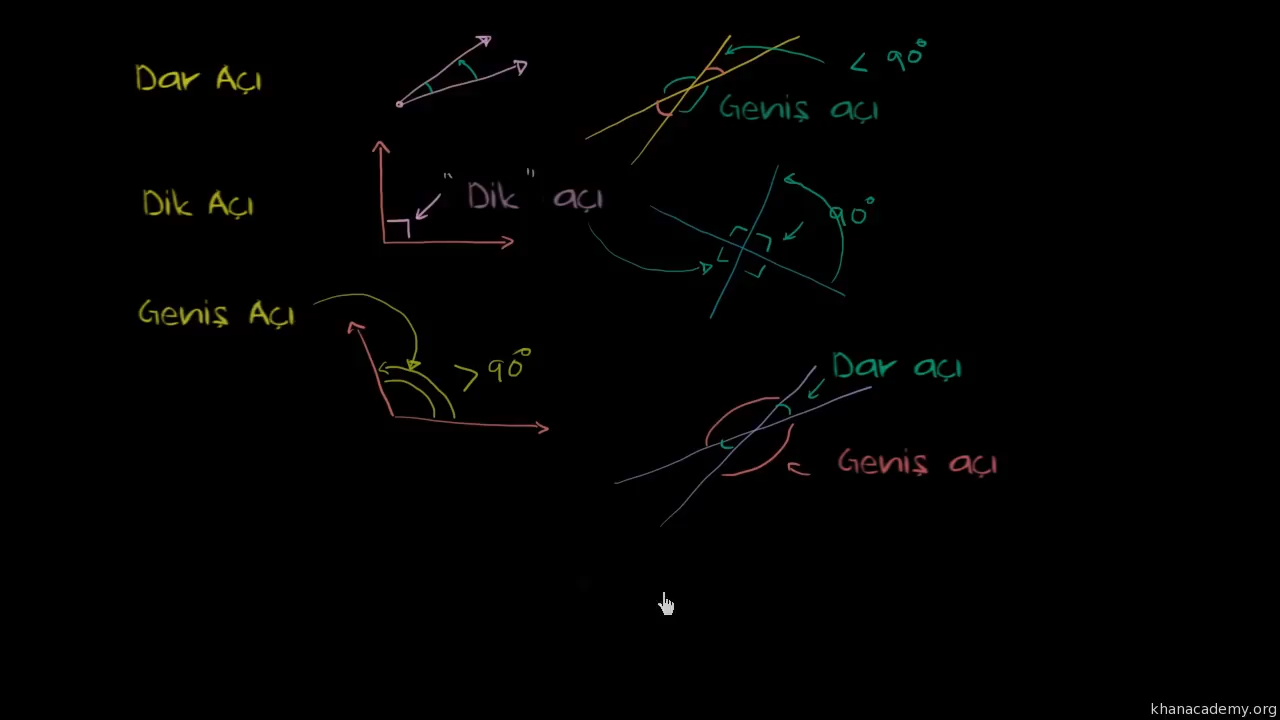 Dar Açı
< 90°
Geniş açı
Dik Açı
"Dik" açı
90°
Geniş Açı
> 90°
Dar açı
Geniş açı
khanacademy.org